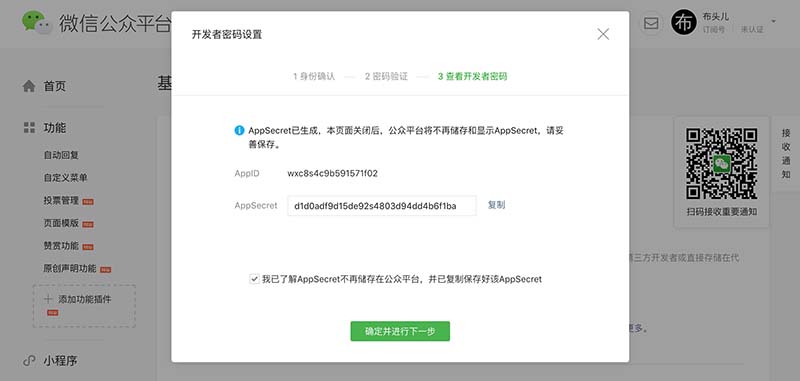 微信公众平台
布
布头儿
订阅号
未认证
开发者密码设置
1 身份确认
2 密码验证
3 查看开发者密码
首页
基
功能
自动回复
自定义菜单
投票管理
页面模版
赞赏功能
原创声明功能
添加功能插件
小程序
AppSecret已生成，本页面关闭后，公众平台将不再储存和显示AppSecret，请妥
善保存。
AppID wxc8s4c9b591571f02
AppSecret d1d0adf9d15de92s4803d94dd4b6f1ba 复制
我已了解AppSecret不再储存在公众平台，并已复制保存好该AppSecret
确定并进行下一步
扫码接收重要通知
接收通知
第三方开发者或直接存储在代
更多。